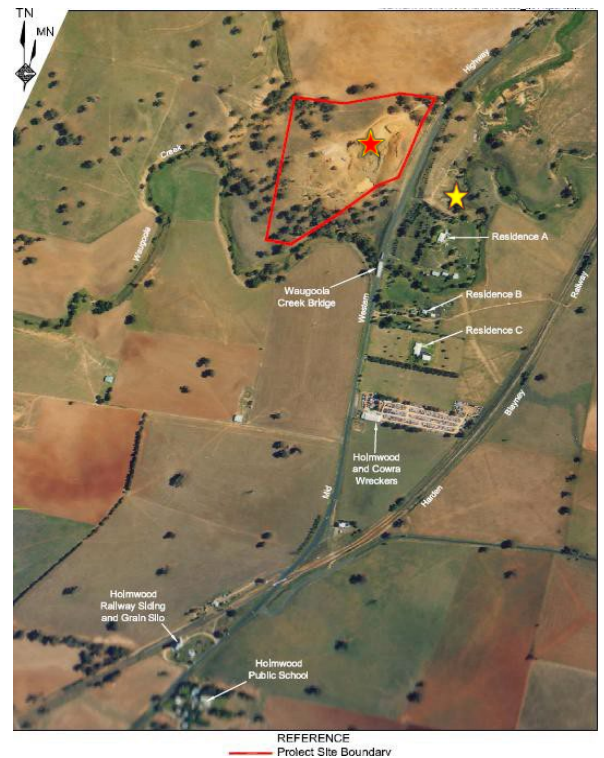 TN
MN
Highway
Creek
Waugoola
Residence A
Railway
Waugoola
Creek Bridge
Western
Residence B
Residence C
Blayney
Holmwood
and Cowra
Wreckers
Mid
Harden
Holmwood
Railway Siding
and Grain Silo
Holmwood
Public School
REFERENCE
Project Site Boundary